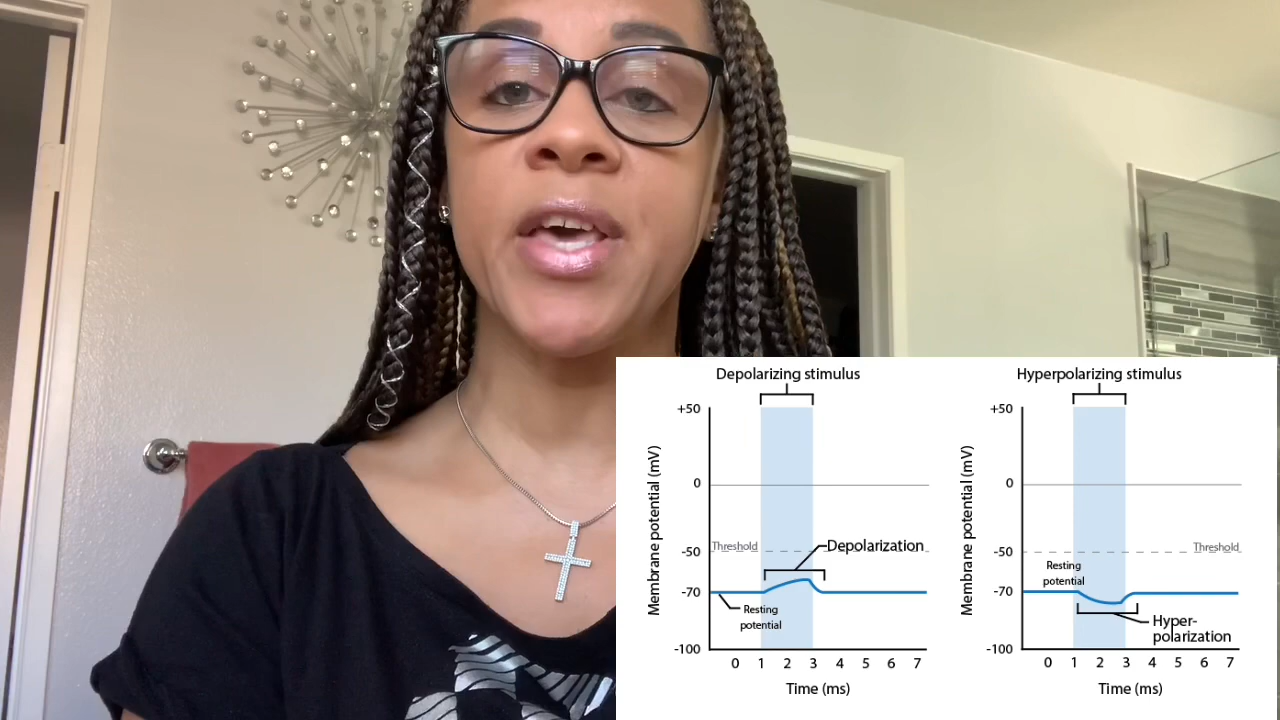 Depolarizing stimulus
+50
0
Threshold
-50
Depolarization
-70
Resting
potential
-100
0 1 2 3 4 5 6 7
Time (ms)
Membrane potential (mV)
Hyperpolarizing stimulus
+50
0
-50
Threshold
Resting
potential
-70
Hyper-
polarization
-100
0 1 2 3 4 5 6 7
Time (ms)
Membrane potential (mV)